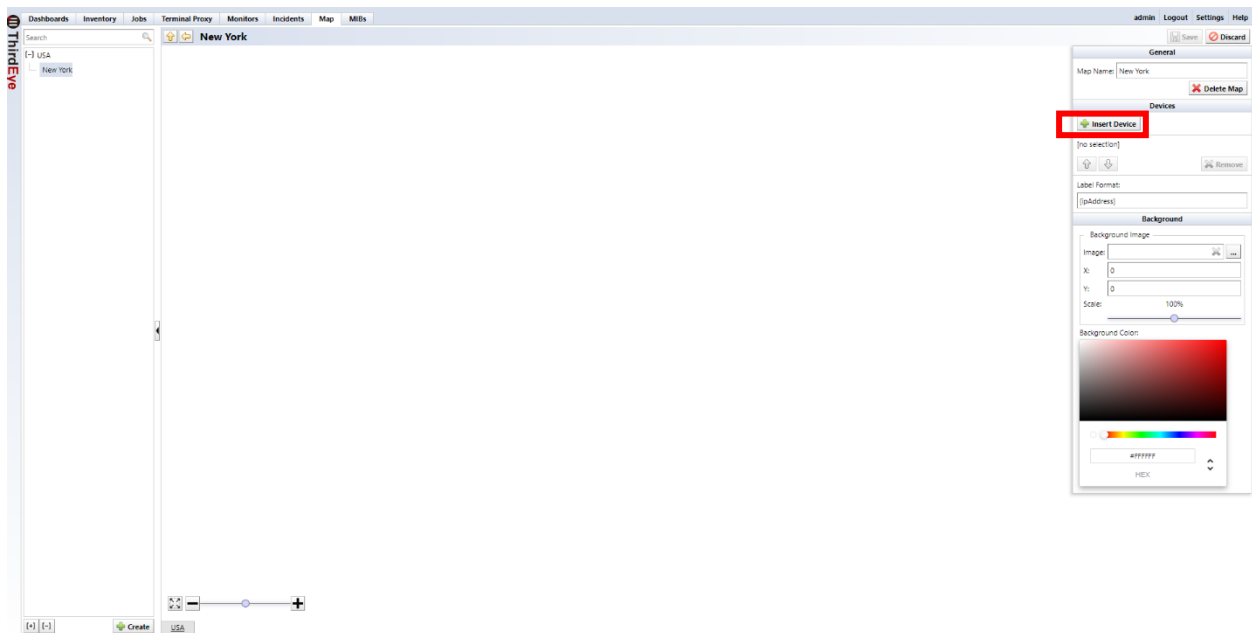 Dashboards Inventory Jobs Terminal Proxy Monitors Incidents Map MIBs admin Logout Settings Help
ThirdEye
Search
New York
Save Discard
[-] USA
New York
General
Map Name: New York
Delete Map
Devices
Insert Device
[no selection]
Remove
Label Format:
{ipAddress}
Background
Background Image
Image: ...
X: 0
Y: 0
Scale: 100%
Background Color:
#FFFFFF
HEX
[+] [-] Create USA